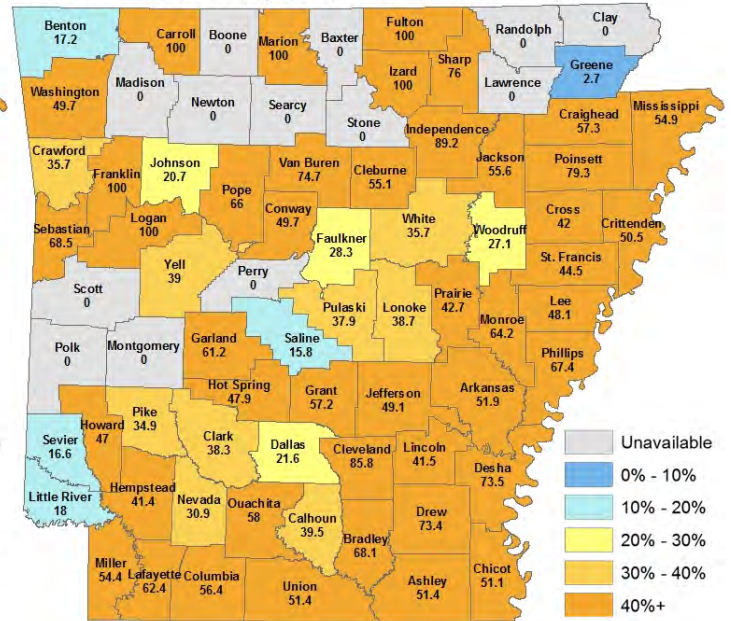 Benton
17.2
Carroll
100
Boone
0
Marion
100
Baxter
0
Fulton
100
Randolph
0
Clay
0
Izard
100
Sharp
76
Lawrence
0
Greene
2.7
Washington
49.7
Madison
0
Newton
0
Searcy
0
Stone
0
Independence
89.2
Craighead
57.3
Mississippi
54.9
Crawford
35.7
Franklin
100
Johnson
20.7
Pope
66
Van Buren
74.7
Cleburne
55.1
Jackson
55.6
Poinsett
79.3
Sebastian
68.5
Logan
100
Conway
49.7
Faulkner
28.3
White
35.7
Woodruff
27.1
Cross
42
Crittenden
50.5
Scott
0
Yell
39
Perry
0
Pulaski
37.9
Lonoke
38.7
Prairie
42.7
Monroe
64.2
St. Francis
44.5
Lee
48.1
Phillips
67.4
Polk
0
Montgomery
0
Garland
61.2
Saline
15.8
Hot Spring
47.9
Grant
57.2
Jefferson
49.1
Arkansas
51.9
Sevier
16.6
Howard
47
Pike
34.9
Clark
38.3
Dallas
21.6
Cleveland
85.8
Lincoln
41.5
Desha
73.5
Little River
18
Hempstead
41.4
Nevada
30.9
Ouachita
58
Calhoun
39.5
Bradley
68.1
Drew
73.4
Miller
54.4
Lafayette
62.4
Columbia
56.4
Union
51.4
Ashley
51.4
Chicot
51.1
Unavailable
0% - 10%
10% - 20%
20% - 30%
30% - 40%
40%+